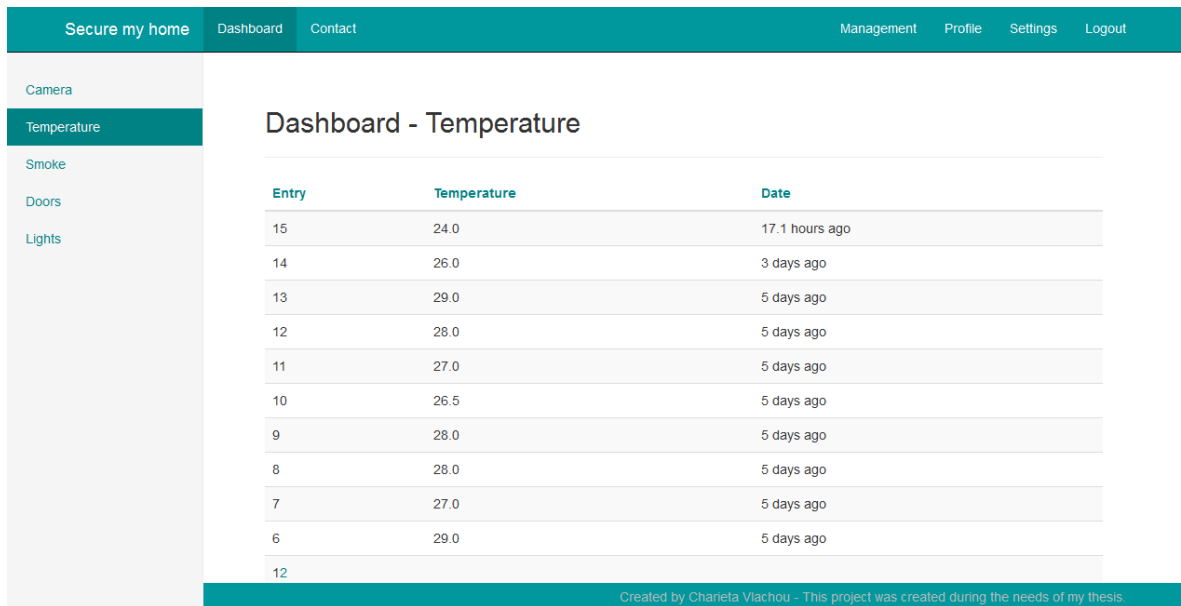 Secure my home Dashboard Contact Management Profile Settings Logout
Camera
Temperature
Smoke
Doors
Lights
Dashboard - Temperature
Entry Temperature Date
15 24.0 17.1 hours ago
14 26.0 3 days ago
13 29.0 5 days ago
12 28.0 5 days ago
11 27.0 5 days ago
10 26.5 5 days ago
9 28.0 5 days ago
8 28.0 5 days ago
7 27.0 5 days ago
6 29.0 5 days ago
12
Created by Charieta Vlachou - This project was created during the needs of my thesis.